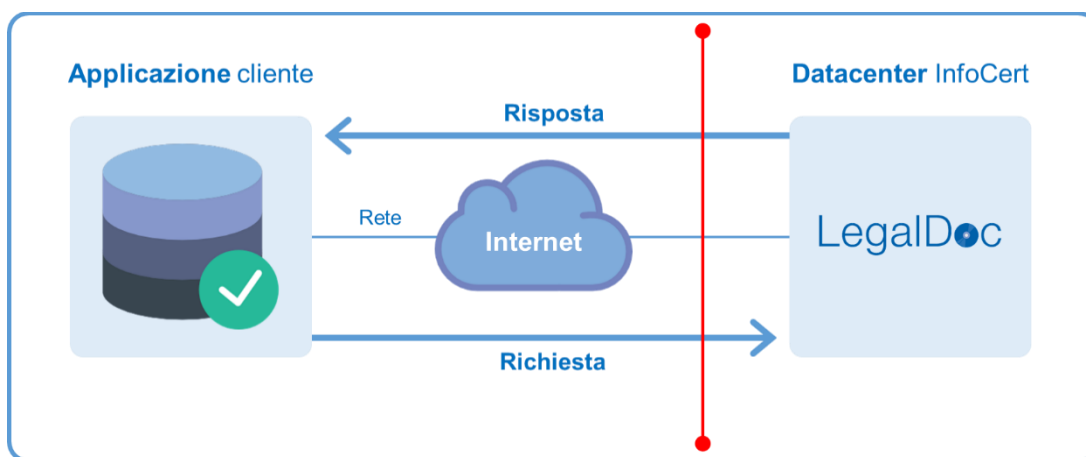 Applicazione cliente
Datacenter InfoCert
Risposta
Rete
Internet
LegalDoc
Richiesta